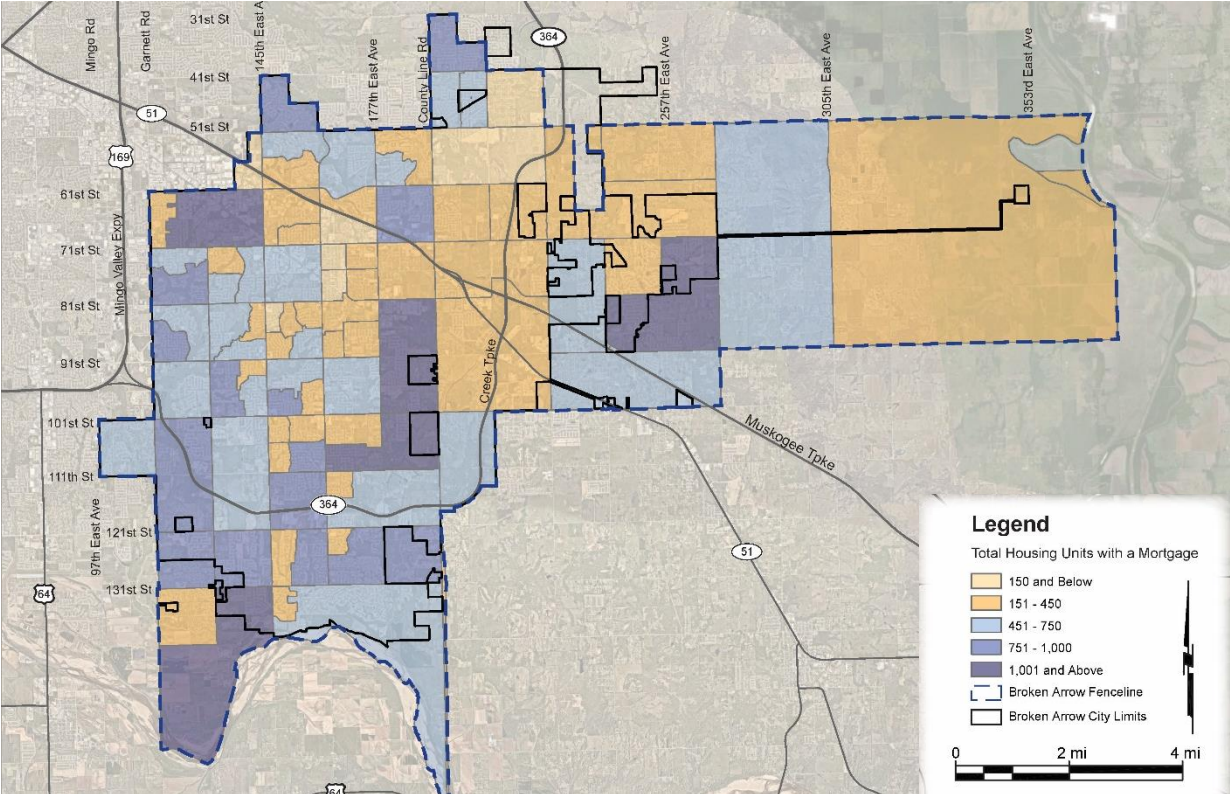 31st St
Mingo Rd
Garnett Rd
145th East A
177th East Ave
County Line Rd
364
257th East Ave
305th East Ave
353rd East Ave
41st St
51
51st St
169
61st St
71st St
Mingo Valley Expy
81st St
91st St
Creek Tpke
101st St
Muskogee Tpke
111th St
364
97th East Ave
121st St
51
131st St
64
64
Legend
Total Housing Units with a Mortgage
150 and Below
151 - 450
451 - 750
751 - 1,000
1,001 and Above
Broken Arrow Fenceline
Broken Arrow City Limits
0 2 mi 4 mi